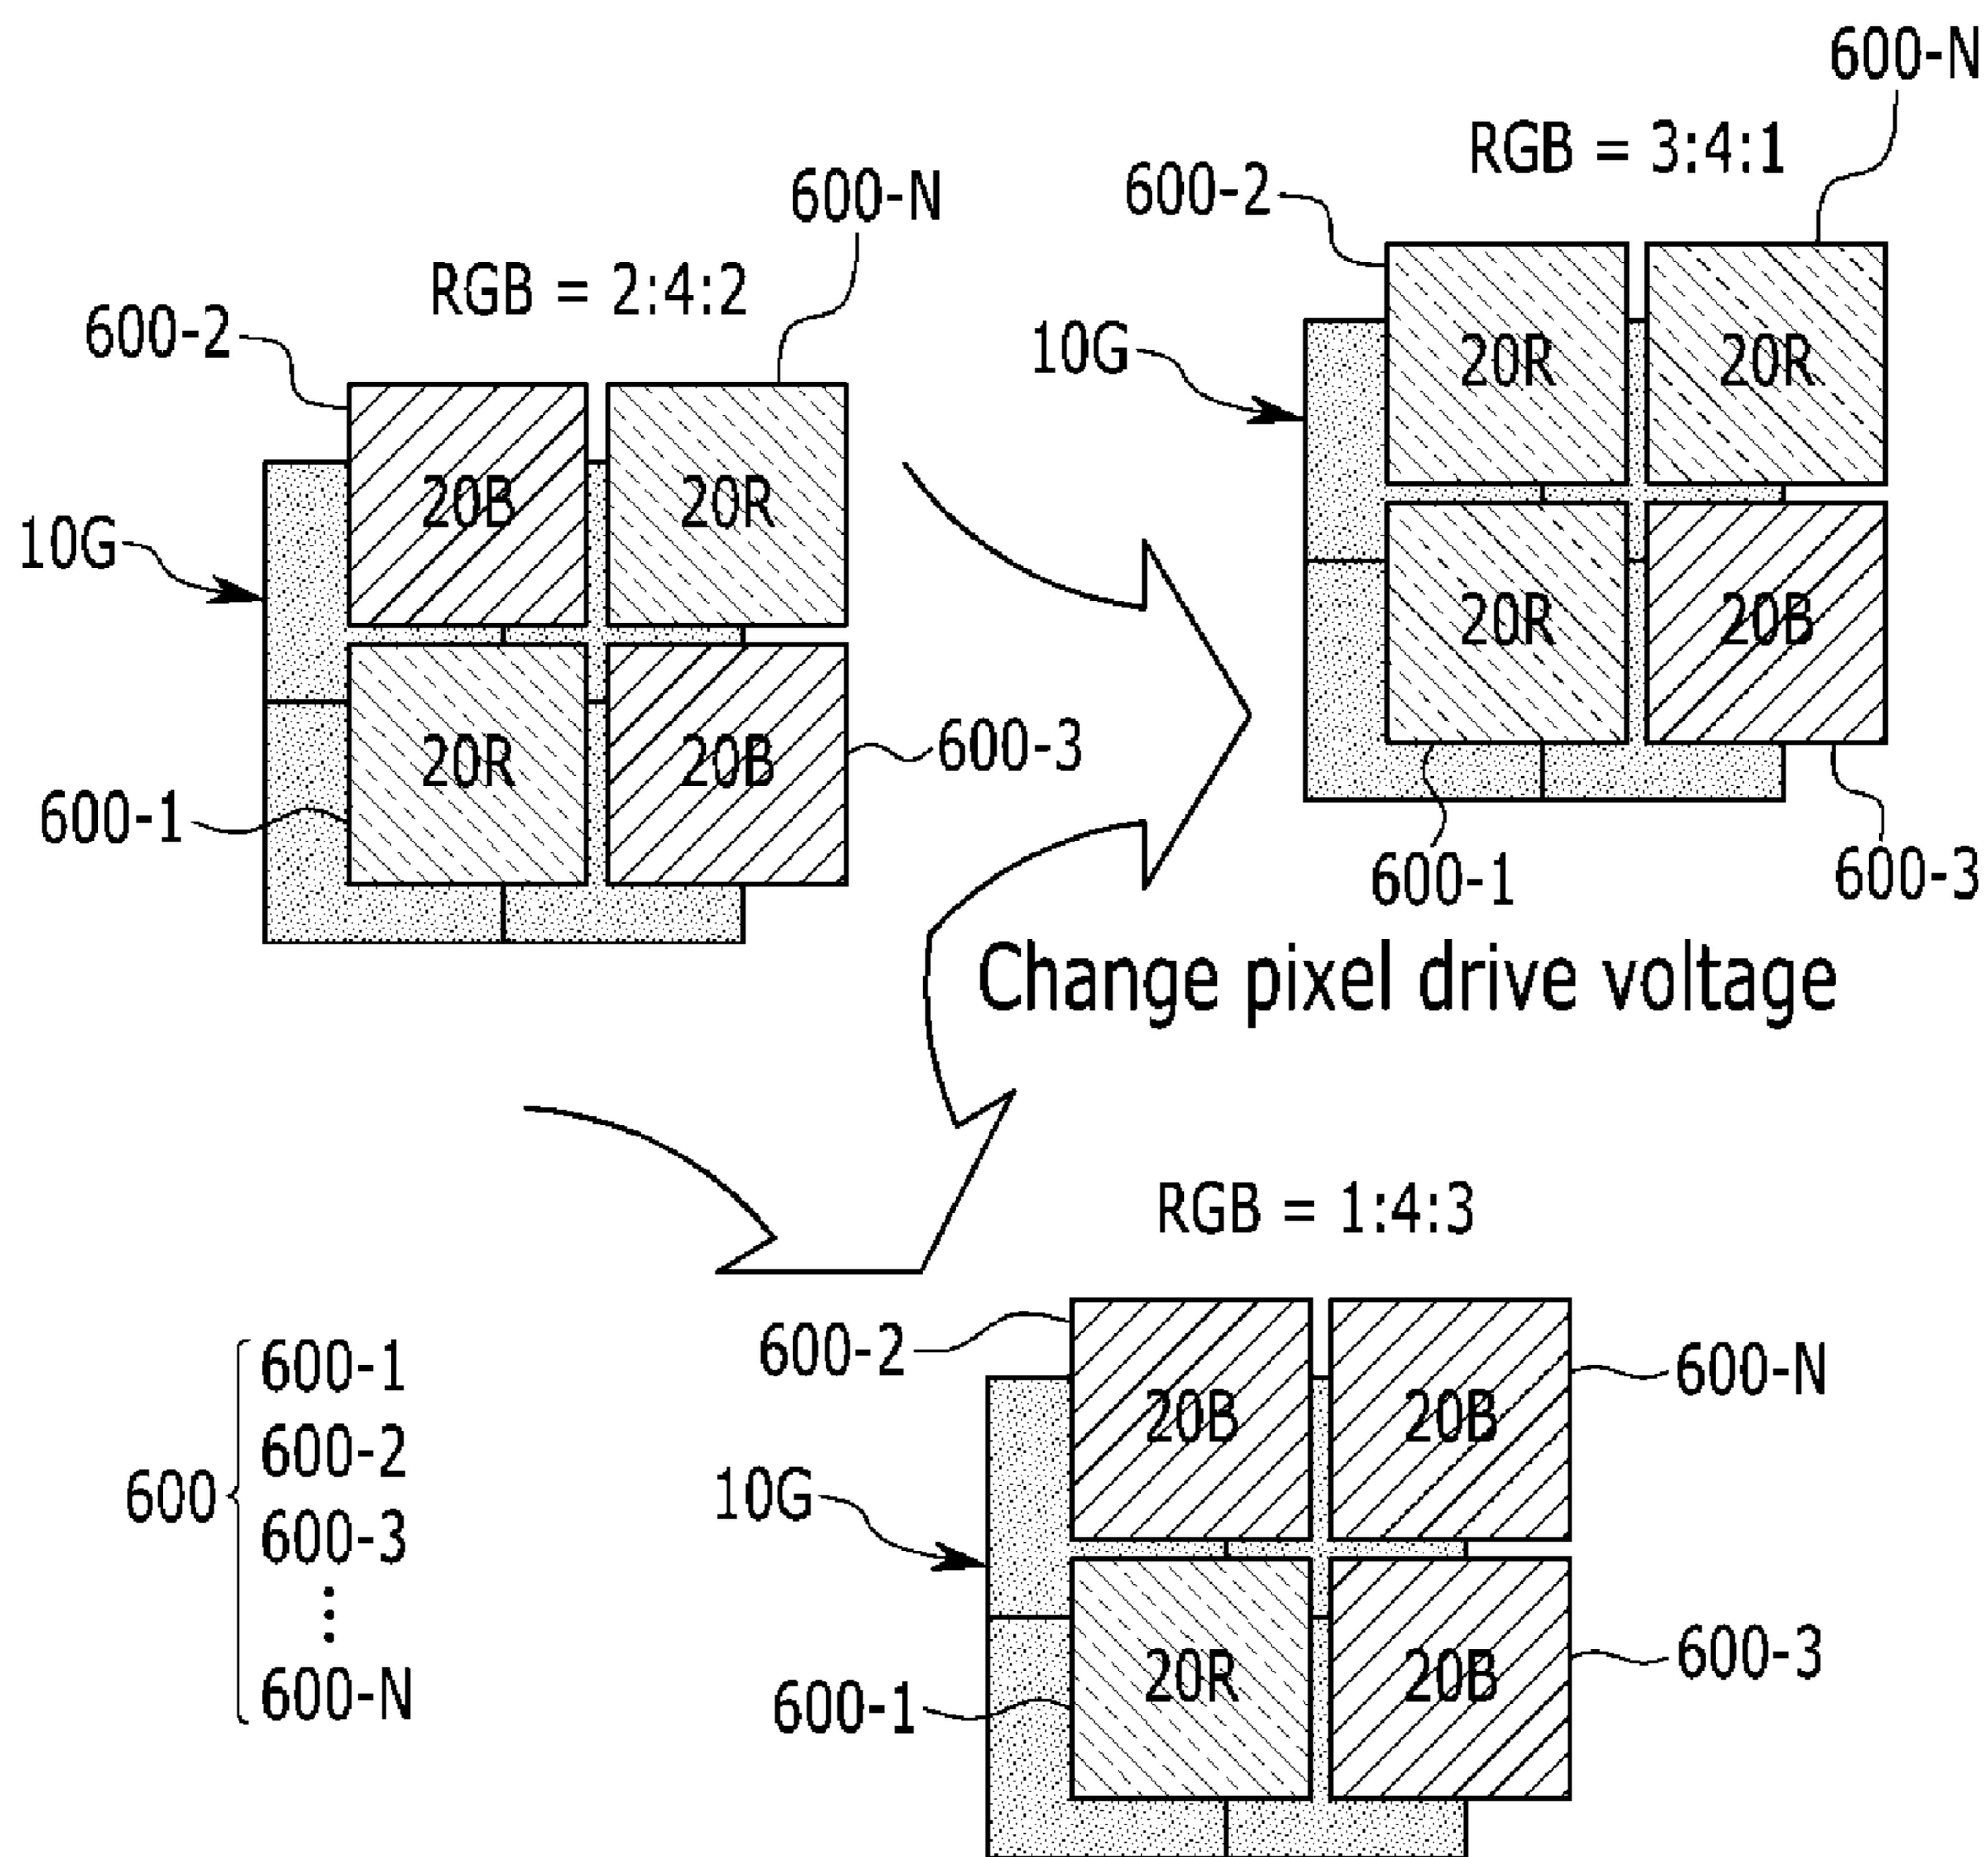 600-N
RGB = 3:4:1
600-2
10G
20R
20R
20R
20B
600-1
600-3
600-N
RGB = 2:4:2
600-2
10G
20B
20R
20R
20B
600-3
600-1
Change pixel drive voltage
RGB = 1:4:3
600-2
600-N
20B
20B
10G
20R
20B
600-3
600-1
600
600-1
600-2
600-3
⋮
600-N